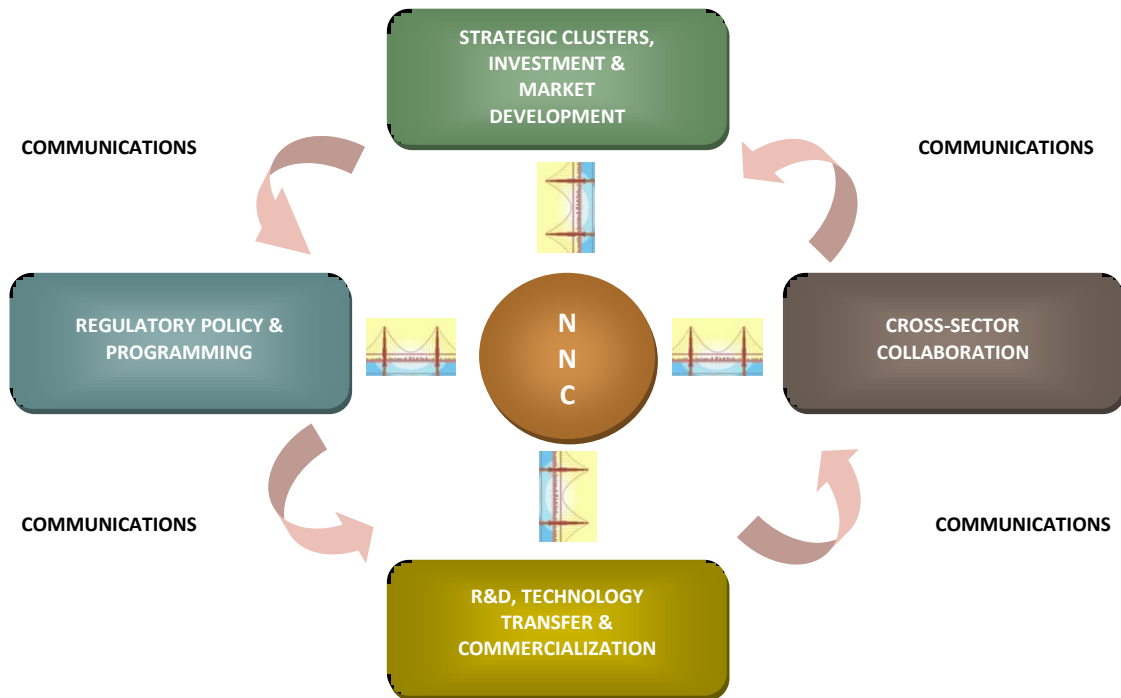 STRATEGIC CLUSTERS,
INVESTMENT &
MARKET
DEVELOPMENT
COMMUNICATIONS
COMMUNICATIONS
REGULATORY POLICY &
PROGRAMMING
N
N
C
CROSS-SECTOR
COLLABORATION
COMMUNICATIONS
COMMUNICATIONS
R&D, TECHNOLOGY
TRANSFER &
COMMERCIALIZATION